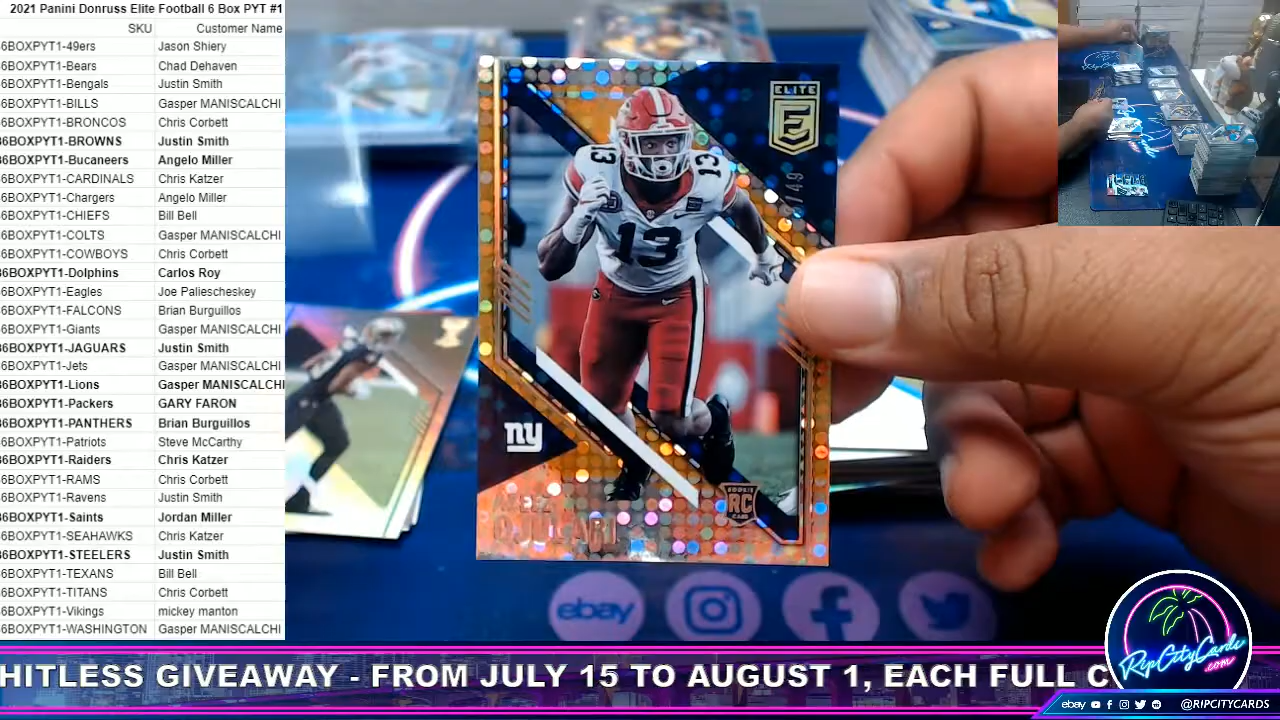 2021 Panini Donruss Elite Football 6 Box PYT #1
SKU Customer Name
6BOXPYT1-49ers Jason Shiery
6BOXPYT1-Bears Chad Dehaven
6BOXPYT1-Bengals Justin Smith
6BOXPYT1-BILLS Gasper MANISCALCHI
6BOXPYT1-BRONCOS Chris Corbett
6BOXPYT1-BROWNS Justin Smith
6BOXPYT1-Bucaneers Angelo Miller
6BOXPYT1-CARDINALS Chris Katzer
6BOXPYT1-Chargers Angelo Miller
6BOXPYT1-CHIEFS Bill Bell
6BOXPYT1-COLTS Gasper MANISCALCHI
6BOXPYT1-COWBOYS Chris Corbett
6BOXPYT1-Dolphins Carlos Roy
6BOXPYT1-Eagles Joe Paliescheskey
6BOXPYT1-FALCONS Brian Burguillos
6BOXPYT1-Giants Gasper MANISCALCHI
6BOXPYT1-JAGUARS Justin Smith
6BOXPYT1-Jets Gasper MANISCALCHI
6BOXPYT1-Lions Gasper MANISCALCHI
6BOXPYT1-Packers GARY FARON
6BOXPYT1-PANTHERS Brian Burguillos
6BOXPYT1-Patriots Steve McCarthy
6BOXPYT1-Raiders Chris Katzer
6BOXPYT1-RAMS Chris Corbett
6BOXPYT1-Ravens Justin Smith
6BOXPYT1-Saints Jordan Miller
6BOXPYT1-SEAHAWKS Chris Katzer
6BOXPYT1-STEELERS Justin Smith
6BOXPYT1-TEXANS Bill Bell
6BOXPYT1-TITANS Chris Corbett
6BOXPYT1-Vikings mickey manton
6BOXPYT1-WASHINGTON Gasper MANISCALCHI
ELITE
E
/149
13
13
13
ny
ROOKIE
RC
CARD
OJULARI
ebay
HITLESS GIVEAWAY - FROM JULY 15 TO AUGUST 1, EACH FULL C
RipCityCards
.com
ebay @RIPCITYCARDS